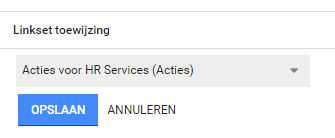 Linkset toewijzing
Acties voor HR Services (Acties)
OPSLAAN ANNULEREN